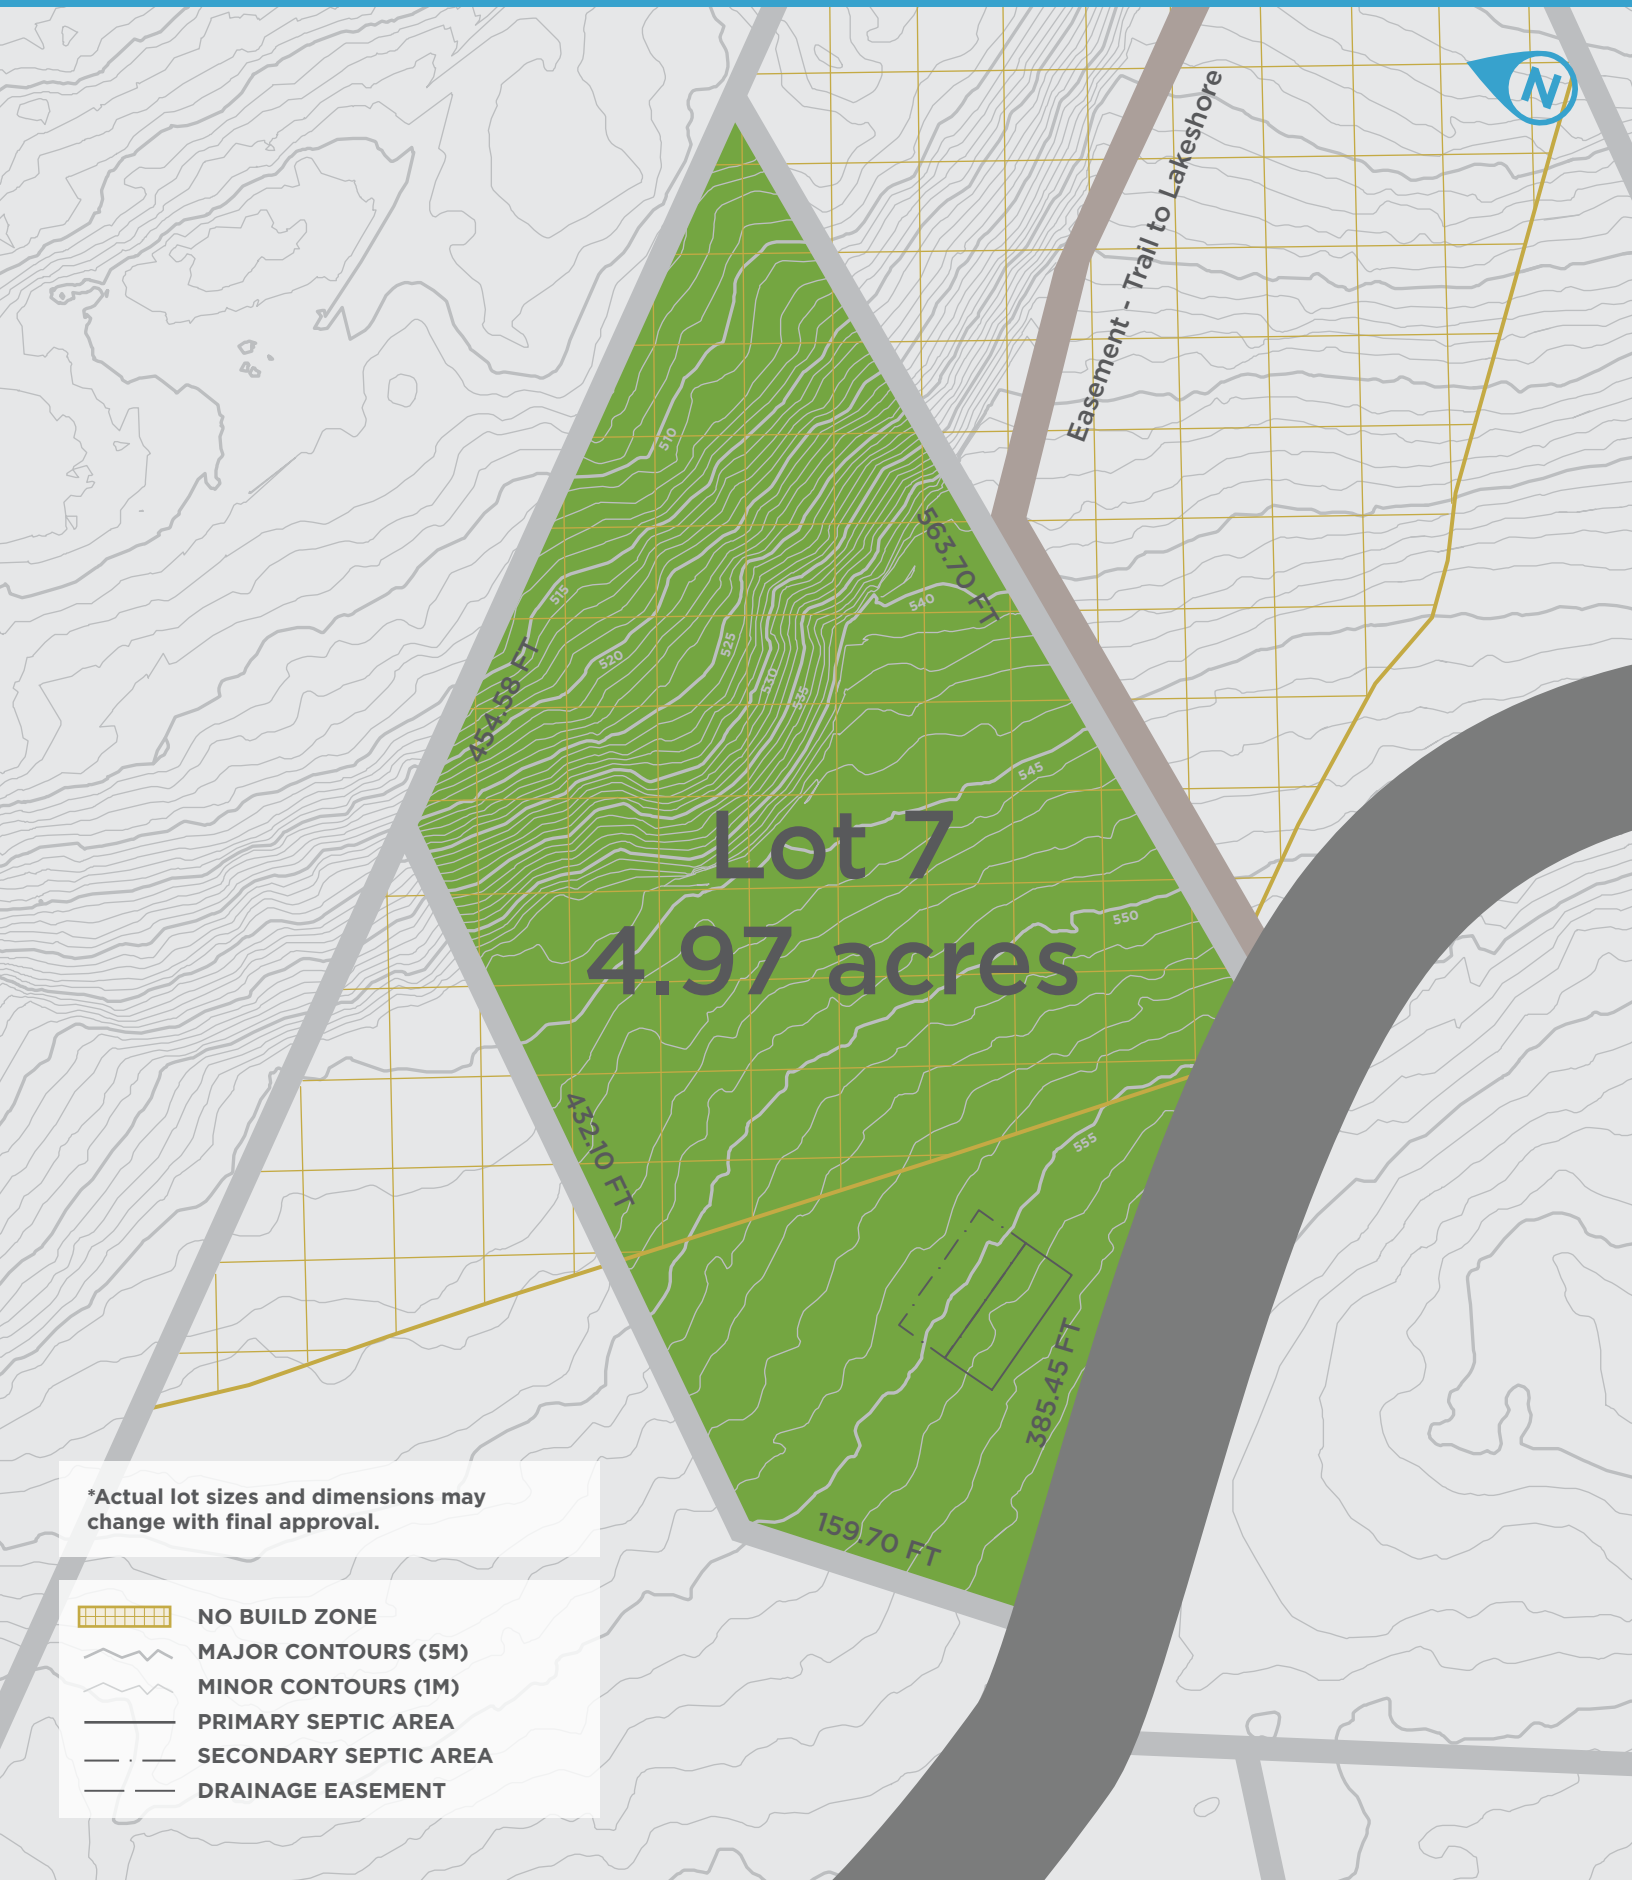 N
Easement - Trail to Lakeshore
510
563.70 FT
515
540
454.58 FT
520
525
530
535
545
Lot 7
550
4.97 acres
432.10 FT
555
385.45 FT
159.70 FT
*Actual lot sizes and dimensions may
change with final approval.
NO BUILD ZONE
MAJOR CONTOURS (5M)
MINOR CONTOURS (1M)
PRIMARY SEPTIC AREA
SECONDARY SEPTIC AREA
DRAINAGE EASEMENT